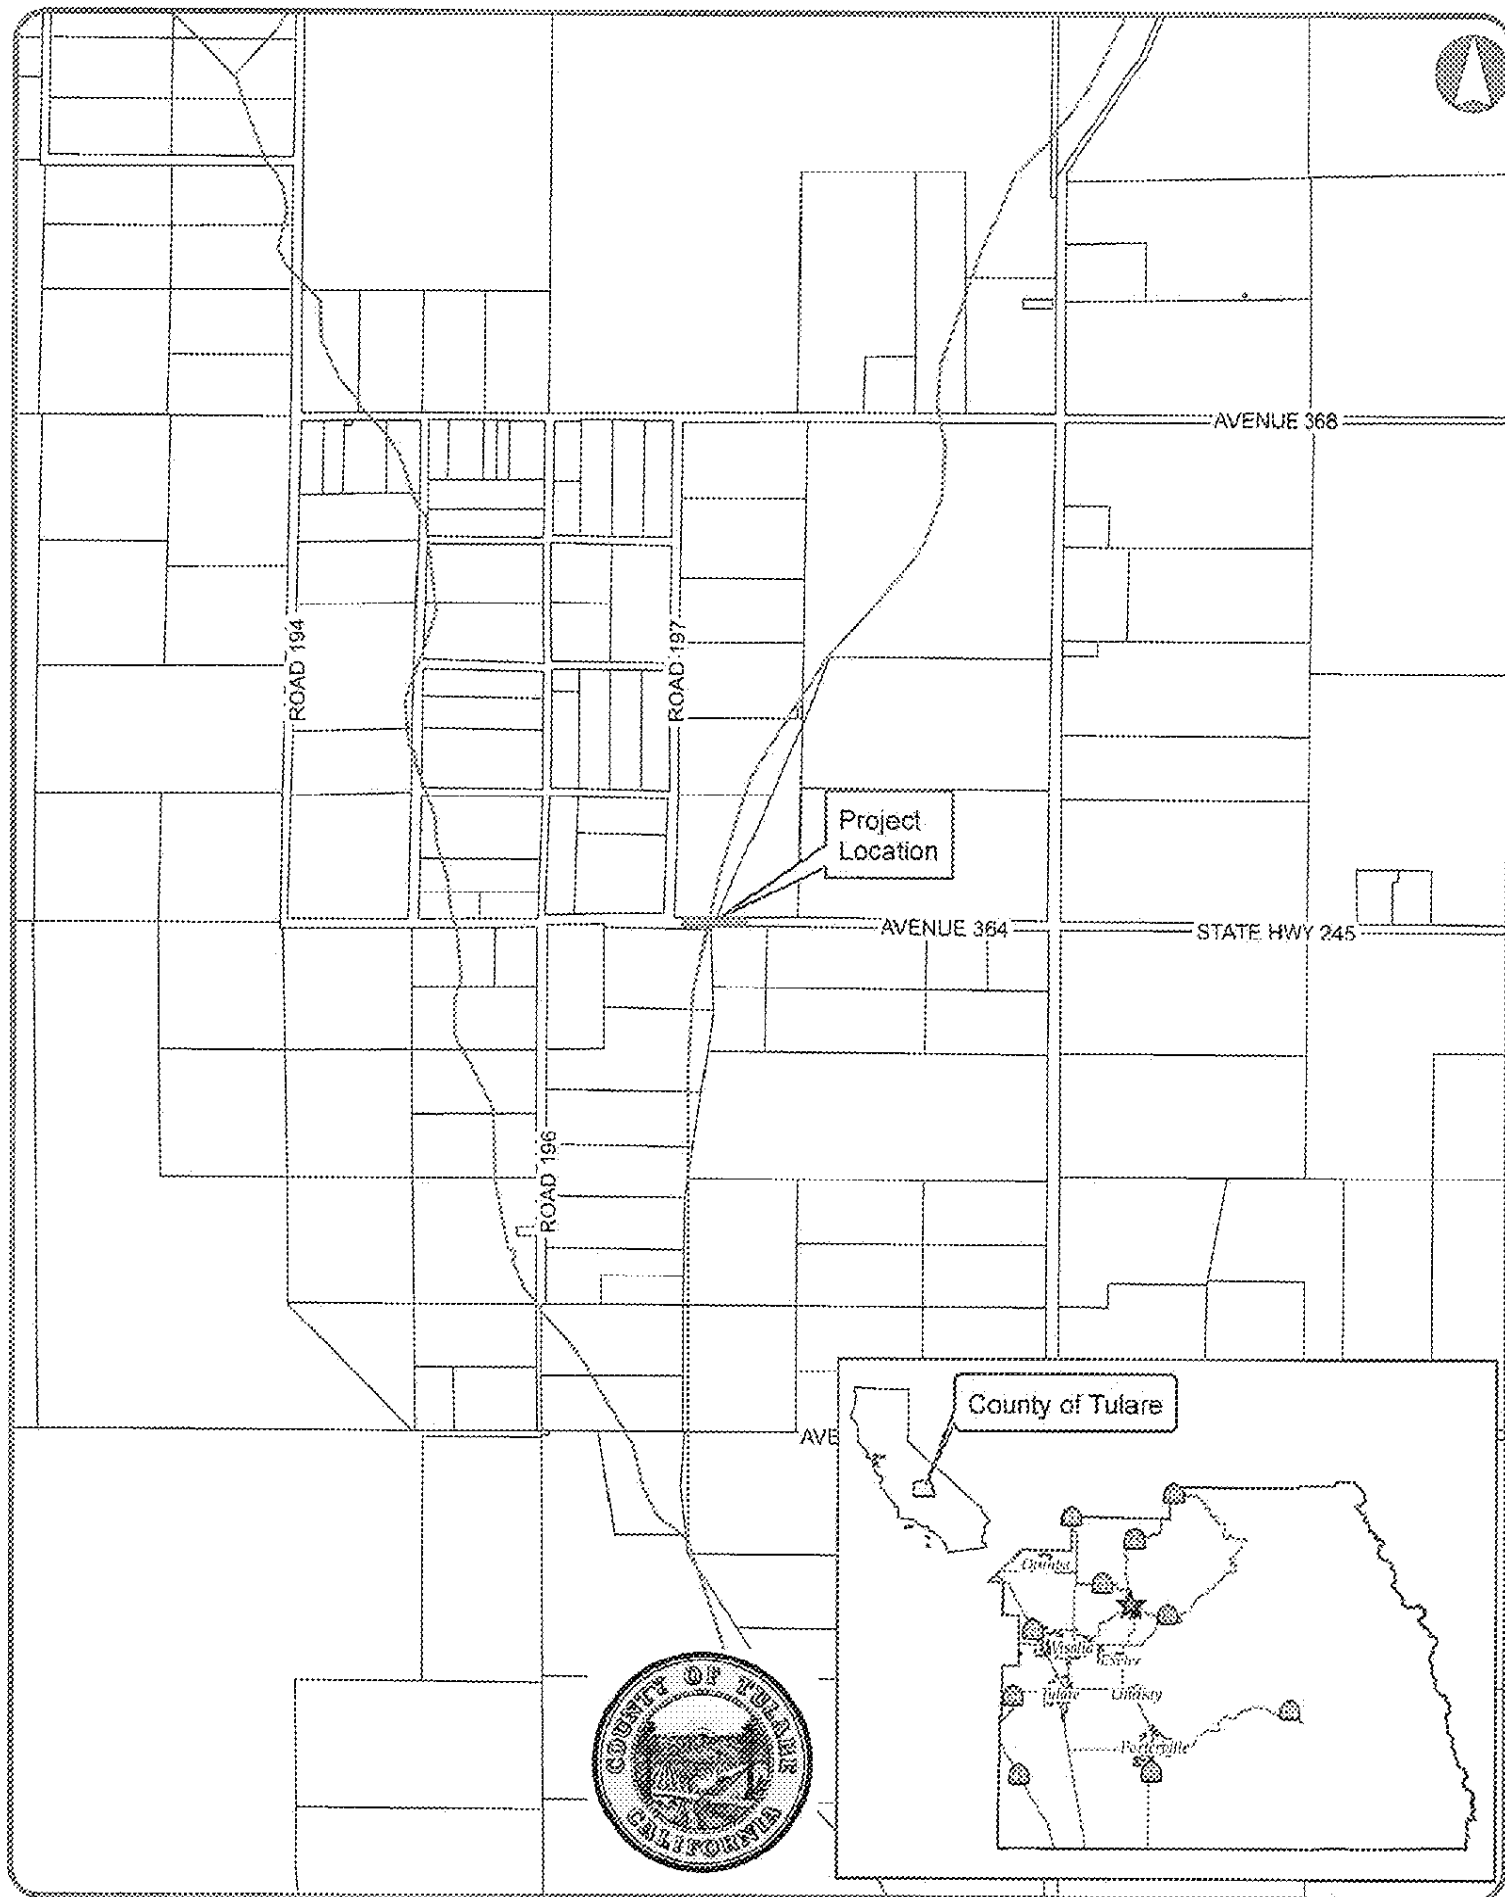 AVENUE 368
ROAD 194
ROAD 197
Project
Location
AVENUE 364
STATE HWY 245
ROAD 196
AVE
County of Tulare
Visalia
Tulare
Lindsay
Porterville
COUNTY OF TULARE
CALIFORNIA